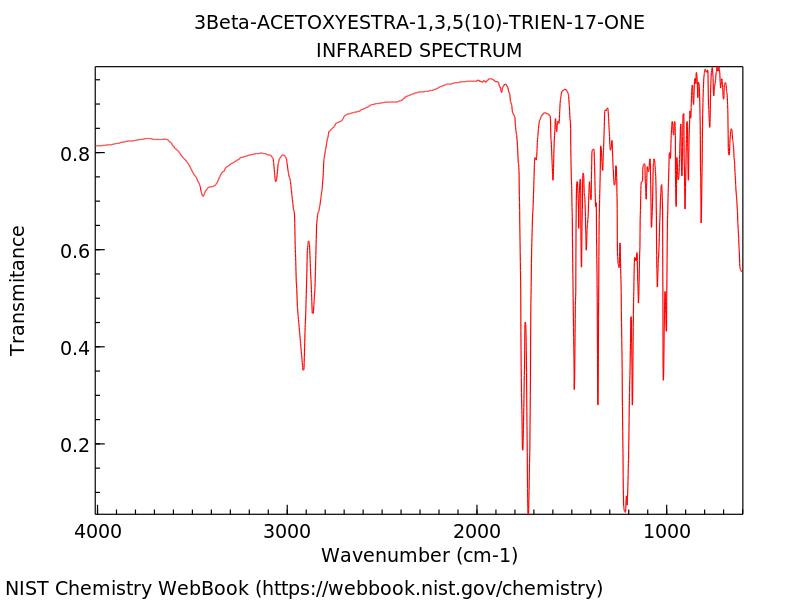 3Beta-ACETOXYESTRA-1,3,5(10)-TRIEN-17-ONE
INFRARED SPECTRUM
0.8
0.6
0.4
0.2
Transmitance
4000 3000 2000 1000
Wavenumber (cm-1)
NIST Chemistry WebBook (https://webbook.nist.gov/chemistry)